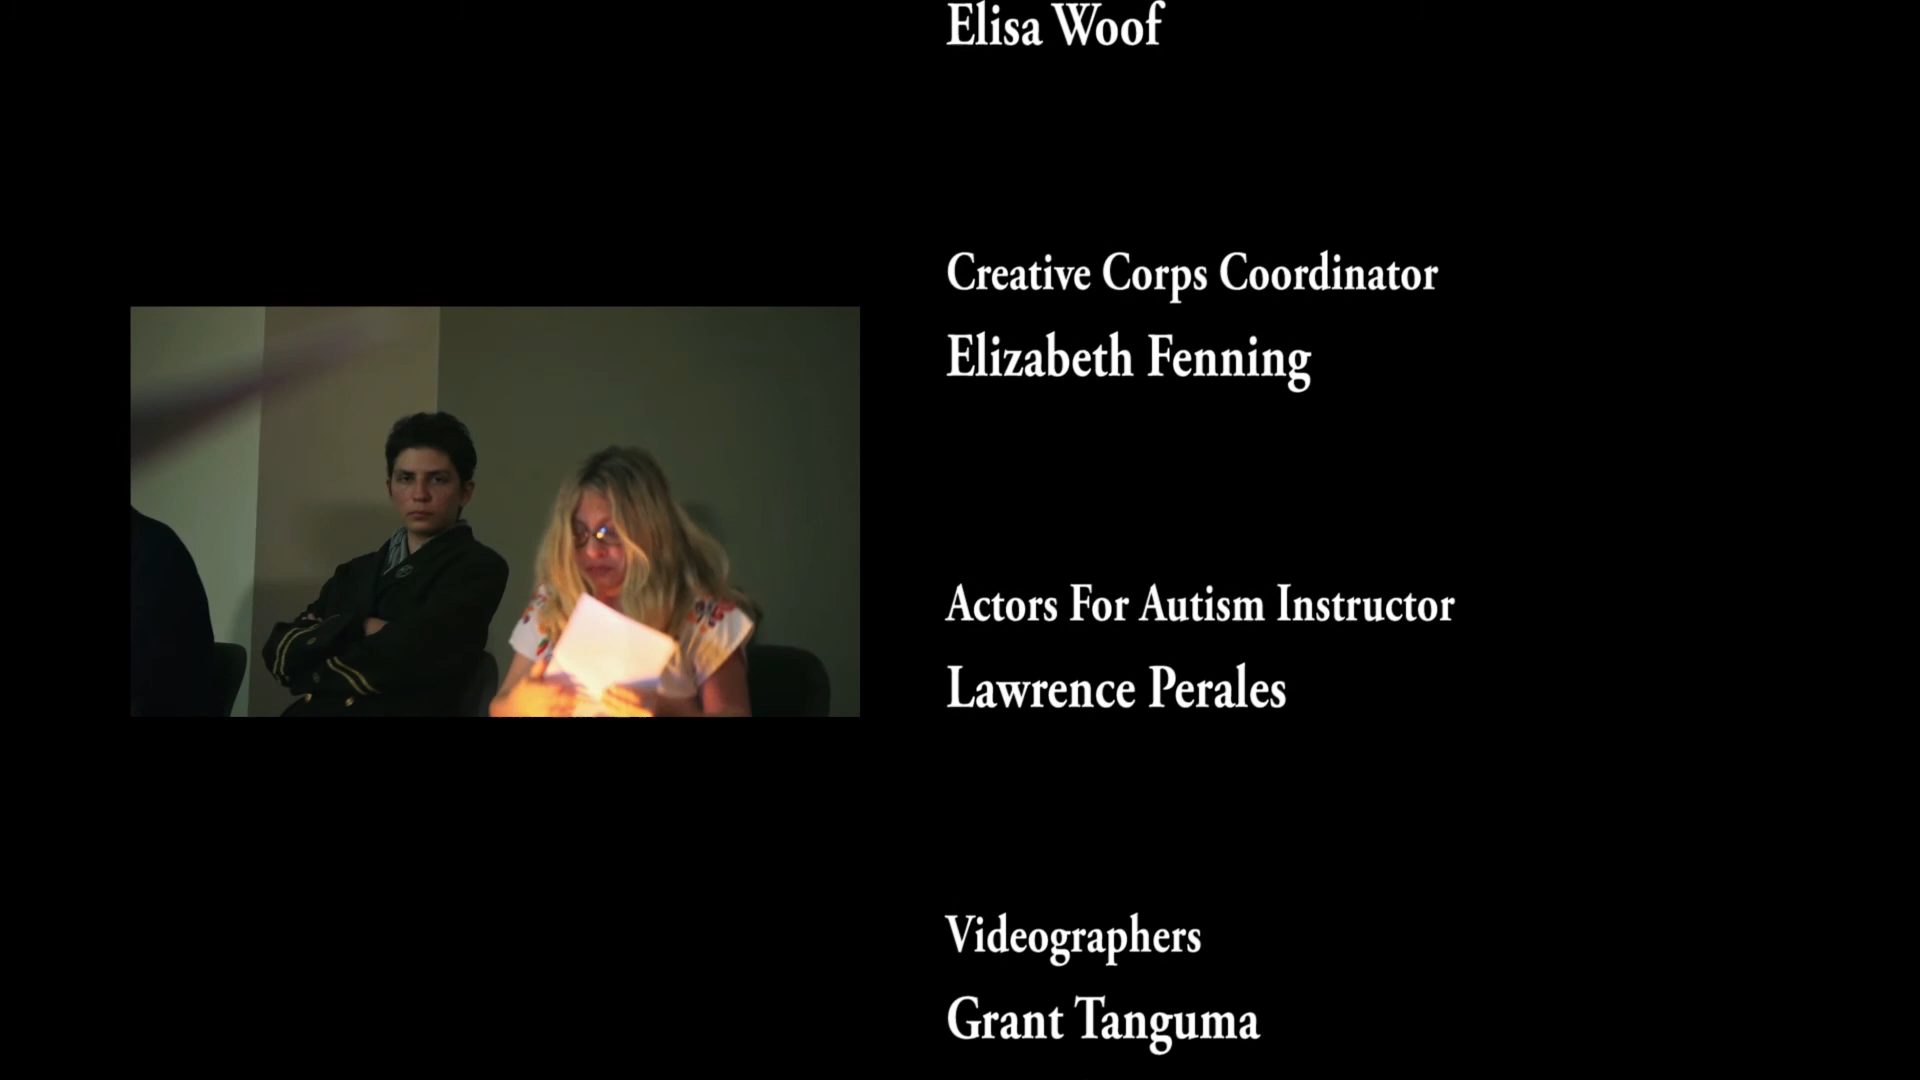 Elisa Woof
Creative Corps Coordinator
Elizabeth Fenning
Actors For Autism Instructor
Lawrence Perales
Videographers
Grant Tanguma